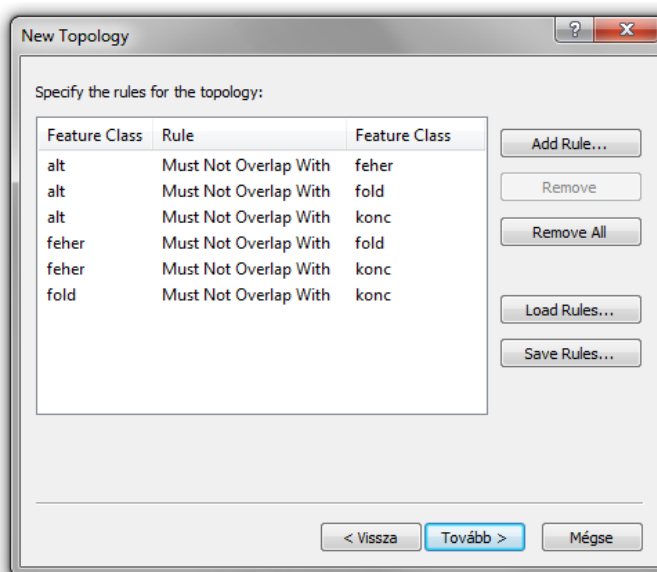 New Topology
Specify the rules for the topology:
Feature Class Rule Feature Class
alt Must Not Overlap With feher
alt Must Not Overlap With fold
alt Must Not Overlap With konc
feher Must Not Overlap With fold
feher Must Not Overlap With konc
fold Must Not Overlap With konc
Add Rule...
Remove
Remove All
Load Rules...
Save Rules...
< Vissza Tovább > Mégse